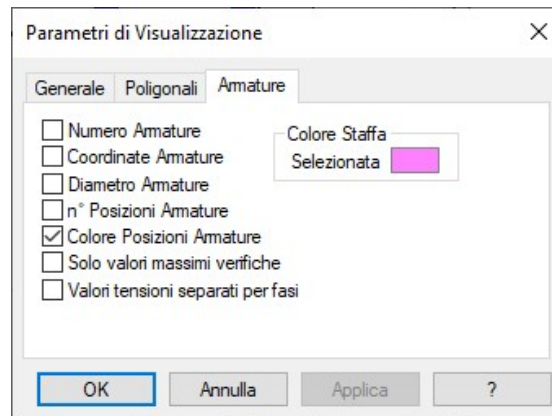 Parametri di Visualizzazione
Generale Poligonali Armature
Numero Armature
Colore Staffa
Coordinate Armature
Selezionata
Diametro Armature
n° Posizioni Armature
Colore Posizioni Armature
Solo valori massimi verifiche
Valori tensioni separati per fasi
OK Annulla Applica ?